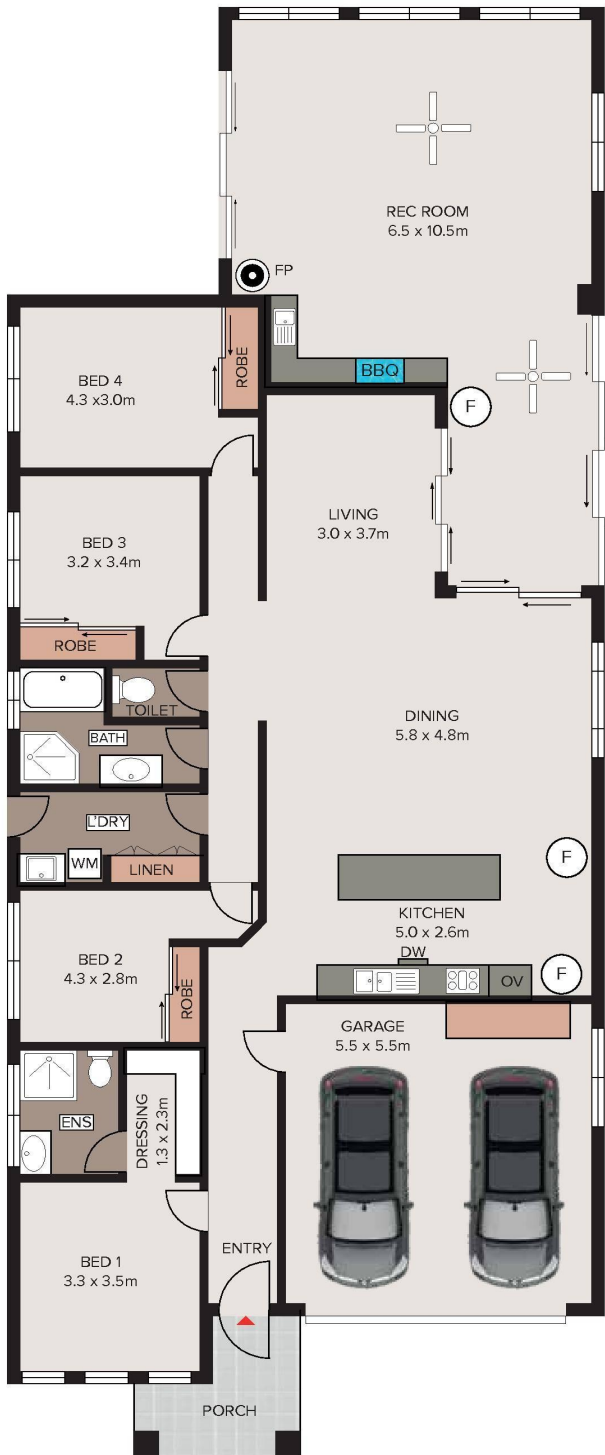 REC ROOM
6.5 x 10.5m
FP
BBQ
F
BED 4
4.3 x3.0m
ROBE
LIVING
3.0 x 3.7m
BED 3
3.2 x 3.4m
ROBE
TOILET
BATH
DINING
5.8 x 4.8m
L'DRY
WM
LINEN
F
KITCHEN
5.0 x 2.6m
DW
OV
F
BED 2
4.3 x 2.8m
ROBE
GARAGE
5.5 x 5.5m
ENS
DRESSING
1.3 x 2.3m
BED 1
3.3 x 3.5m
ENTRY
PORCH